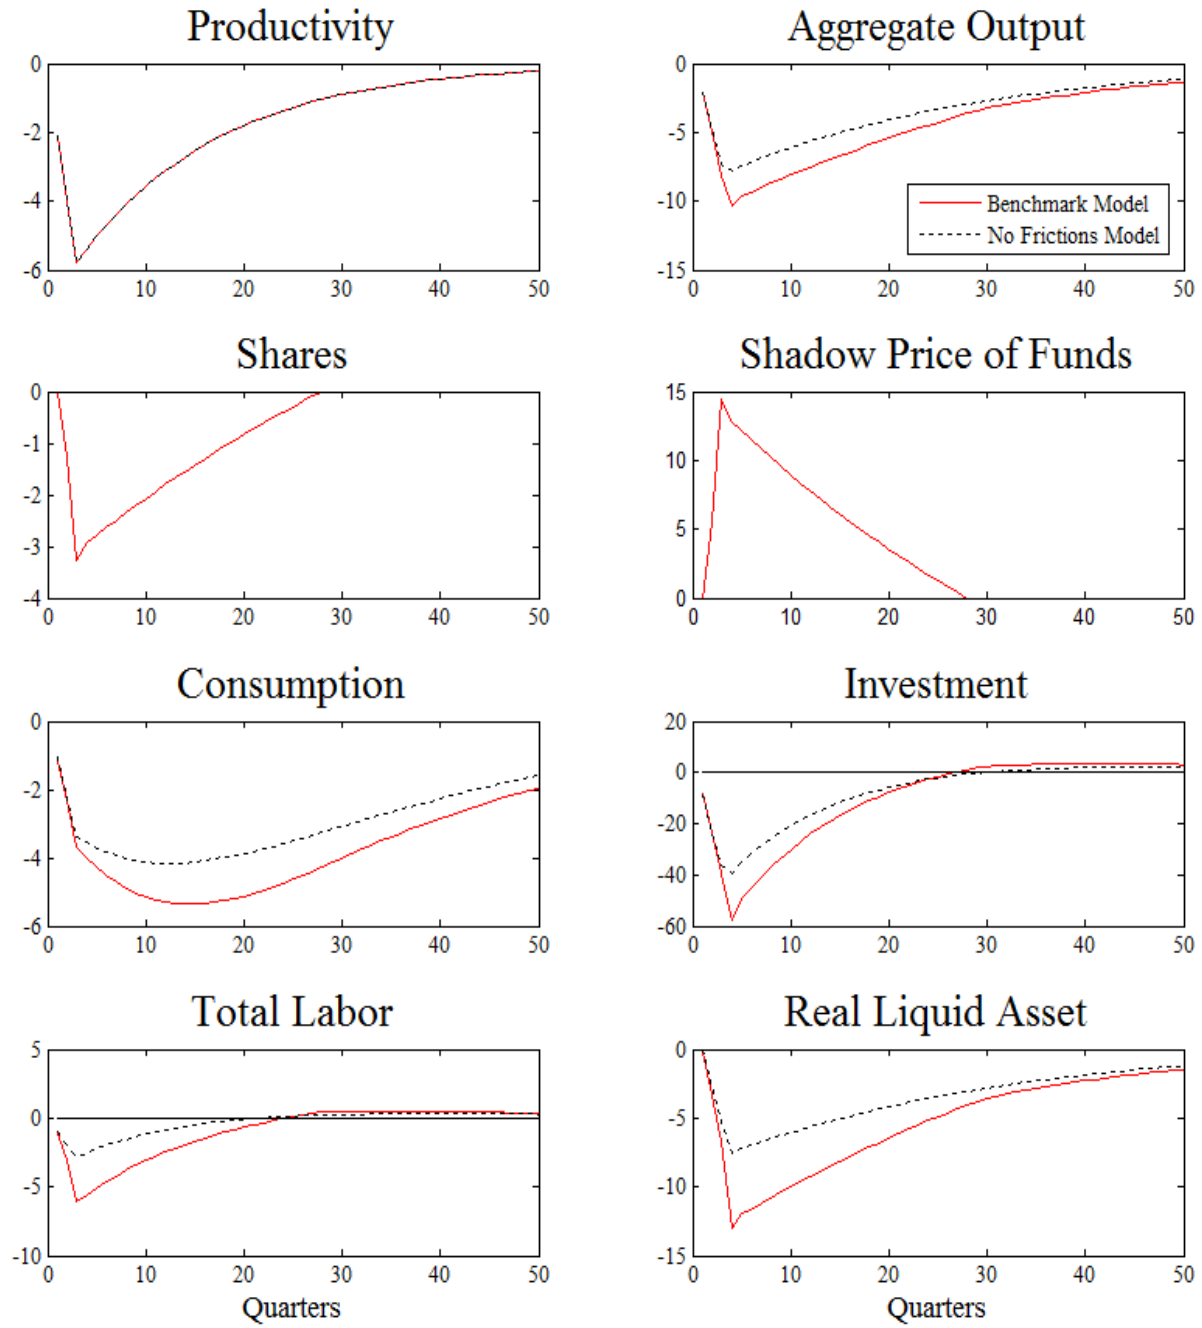 Productivity
0
-2
-4
-6
0 10 20 30 40 50
Aggregate Output
0
-5
-10
-15
0 10 20 30 40 50
Benchmark Model
No Frictions Model
Shares
0
-1
-2
-3
-4
0 10 20 30 40 50
Shadow Price of Funds
15
10
5
0
0 10 20 30 40 50
Consumption
0
-2
-4
-6
0 10 20 30 40 50
Investment
20
0
-20
-40
-60
0 10 20 30 40 50
Total Labor
5
0
-5
-10
0 10 20 30 40 50
Quarters
Real Liquid Asset
0
-5
-10
-15
0 10 20 30 40 50
Quarters